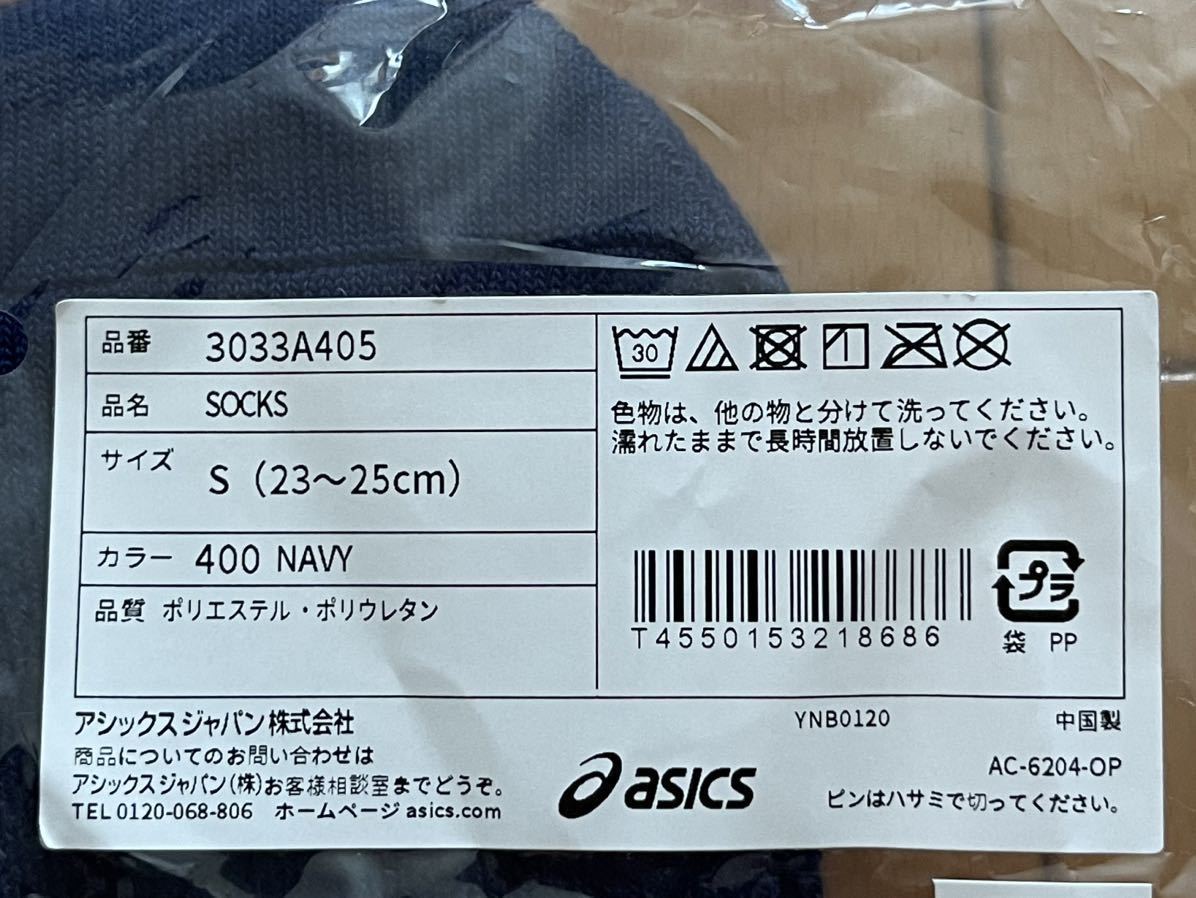 品番 3033A405
品名 SOCKS
サイズ S（23〜25cm）
カラー 400 NAVY
品質 ポリエステル・ポリウレタン
30
色物は、他の物と分けて洗ってください。
濡れたままで長時間放置しないでください。
T4550153218686
プラ
袋 PP
アシックスジャパン株式会社
商品についてのお問い合わせは
アシックスジャパン(株)お客様相談室までどうぞ。
TEL 0120-068-806 ホームページ asics.com
asics
YNB0120 中国製
AC-6204-OP
ピンはハサミで切ってください。